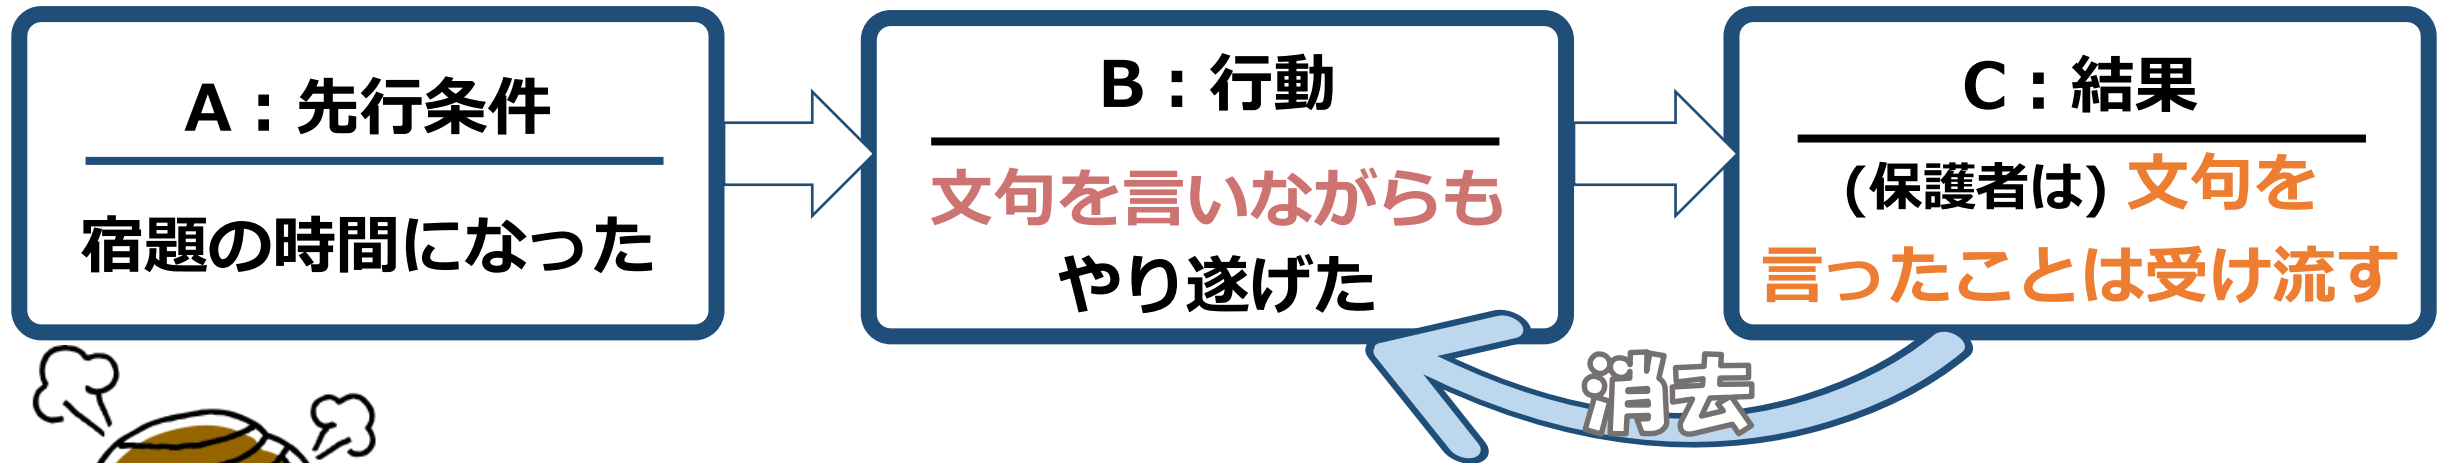 A：先行条件
宿題の時間になった
B：行動
文句を言いながらも
やり遂げた
C：結果
(保護者は) 文句を
言ったことは受け流す
消去